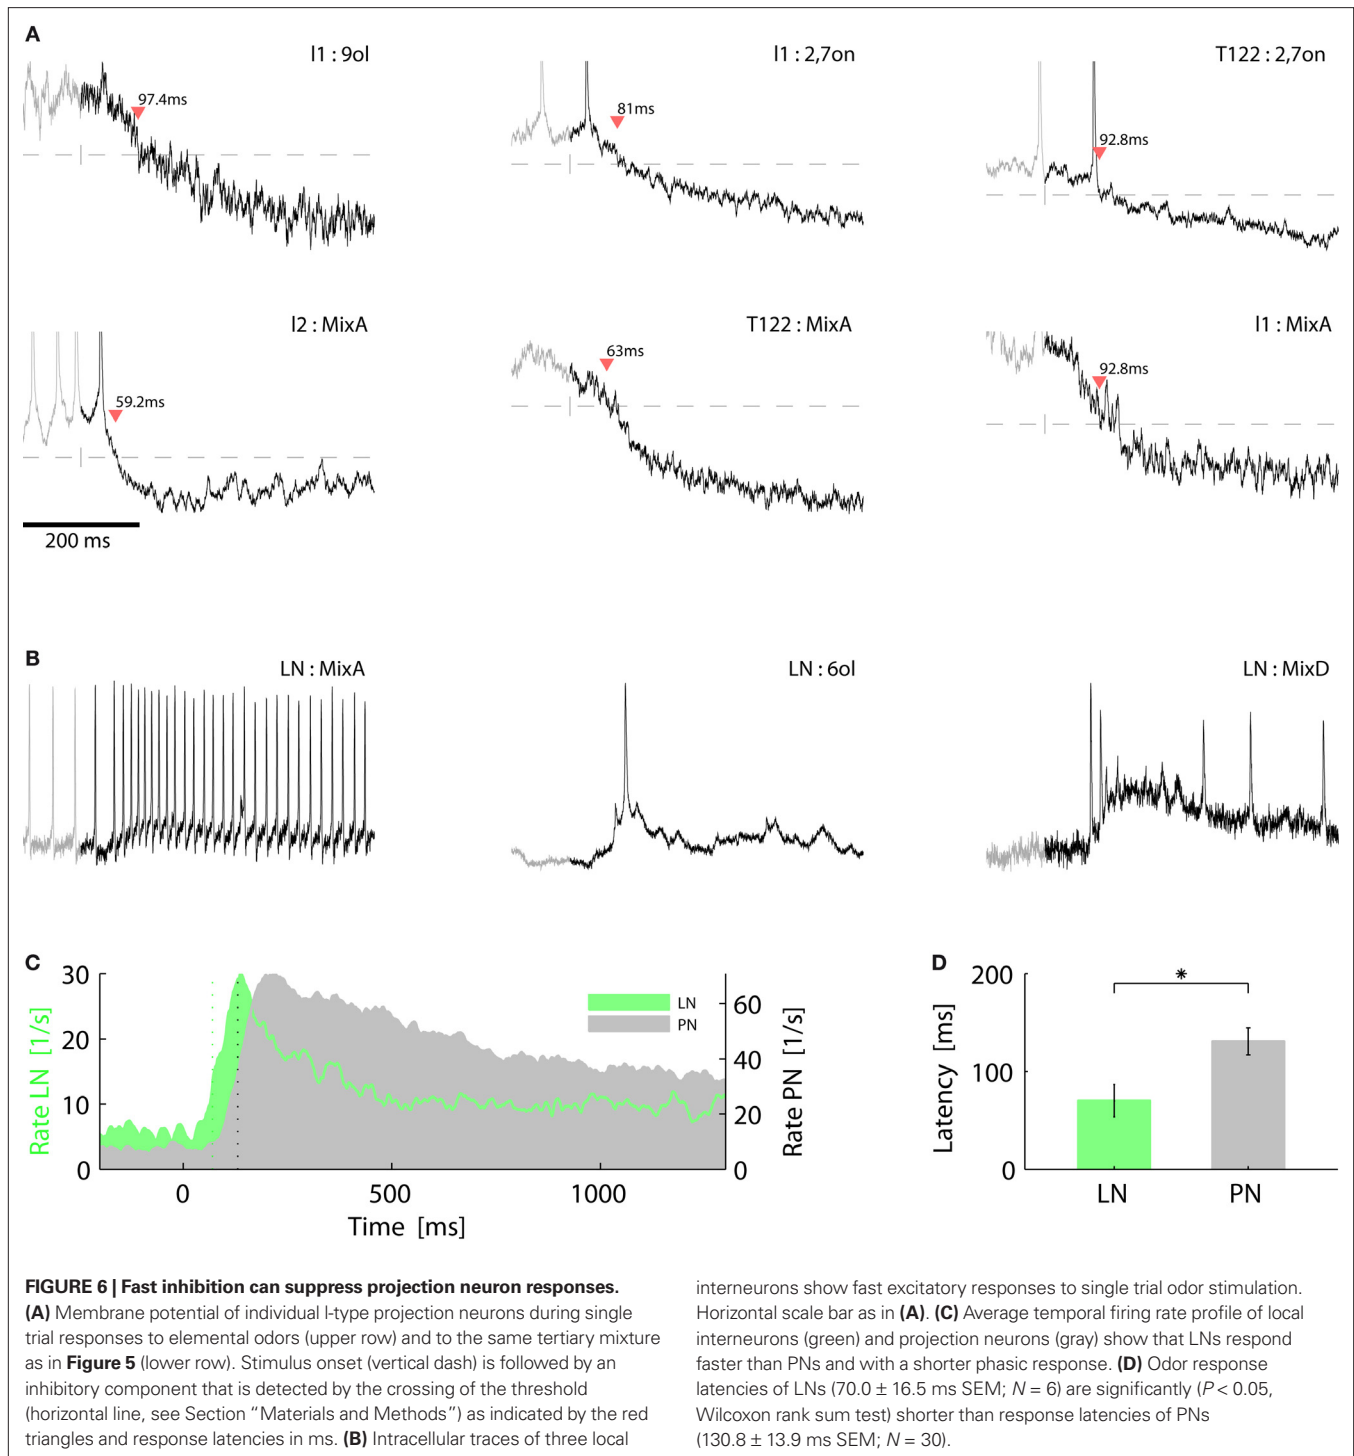 A
l1 : 9ol
l1 : 2,7on
T122 : 2,7on
97.4ms
81ms
92.8ms
l2 : MixA
T122 : MixA
l1 : MixA
59.2ms
63ms
92.8ms
200 ms
B
LN : MixA
LN : 6ol
LN : MixD
C
Rate LN [1/s]
30
20
10
0
0
500
1000
Time [ms]
LN
PN
60
40
20
0
Rate PN [1/s]
D
Latency [ms]
200
100
0
*
LN
PN
FIGURE 6 | Fast inhibition can suppress projection neuron responses.
(A) Membrane potential of individual l-type projection neurons during single
trial responses to elemental odors (upper row) and to the same tertiary mixture
as in Figure 5 (lower row). Stimulus onset (vertical dash) is followed by an
inhibitory component that is detected by the crossing of the threshold
(horizontal line, see Section “Materials and Methods”) as indicated by the red
triangles and response latencies in ms. (B) Intracellular traces of three local
interneurons show fast excitatory responses to single trial odor stimulation.
Horizontal scale bar as in (A). (C) Average temporal firing rate profile of local
interneurons (green) and projection neurons (gray) show that LNs respond
faster than PNs and with a shorter phasic response. (D) Odor response
latencies of LNs (70.0 ± 16.5 ms SEM; N = 6) are significantly (P < 0.05,
Wilcoxon rank sum test) shorter than response latencies of PNs
(130.8 ± 13.9 ms SEM; N = 30).